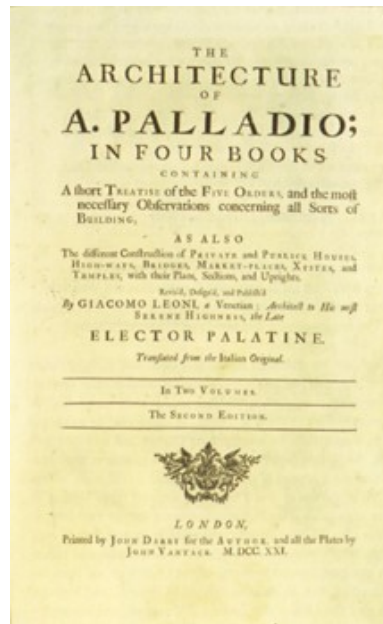 THE
ARCHITECTURE
OF
A. PALLADIO;
IN FOUR BOOKS
CONTAINING
A ſhort TREATISE of the FIVE ORDERS, and the moſt
neceſſary Obſervations concerning all Sorts of
BUILDING,
AS ALSO
The different Conſtruction of PRIVATE and PUBLICK HOUSES,
HIGH-WAYS, BRIDGES, MARKET-PLACES, XYSTES, and
TEMPLES, with their Plans, Sections, and Uprights.
Revis'd, Deſign'd, and Publiſh'd
By GIACOMO LEONI, a Venetian; Architect to His moſt
SERENE HIGHNESS, the Late
ELECTOR PALATINE.
Tranſlated from the Italian Original.
In Two VOLUMES.
The SECOND EDITION.
LONDON,
Printed by JOHN DARBY for the AUTHOR, and all the Plates by
JOHN VANTACK. M.DCC.XXI.